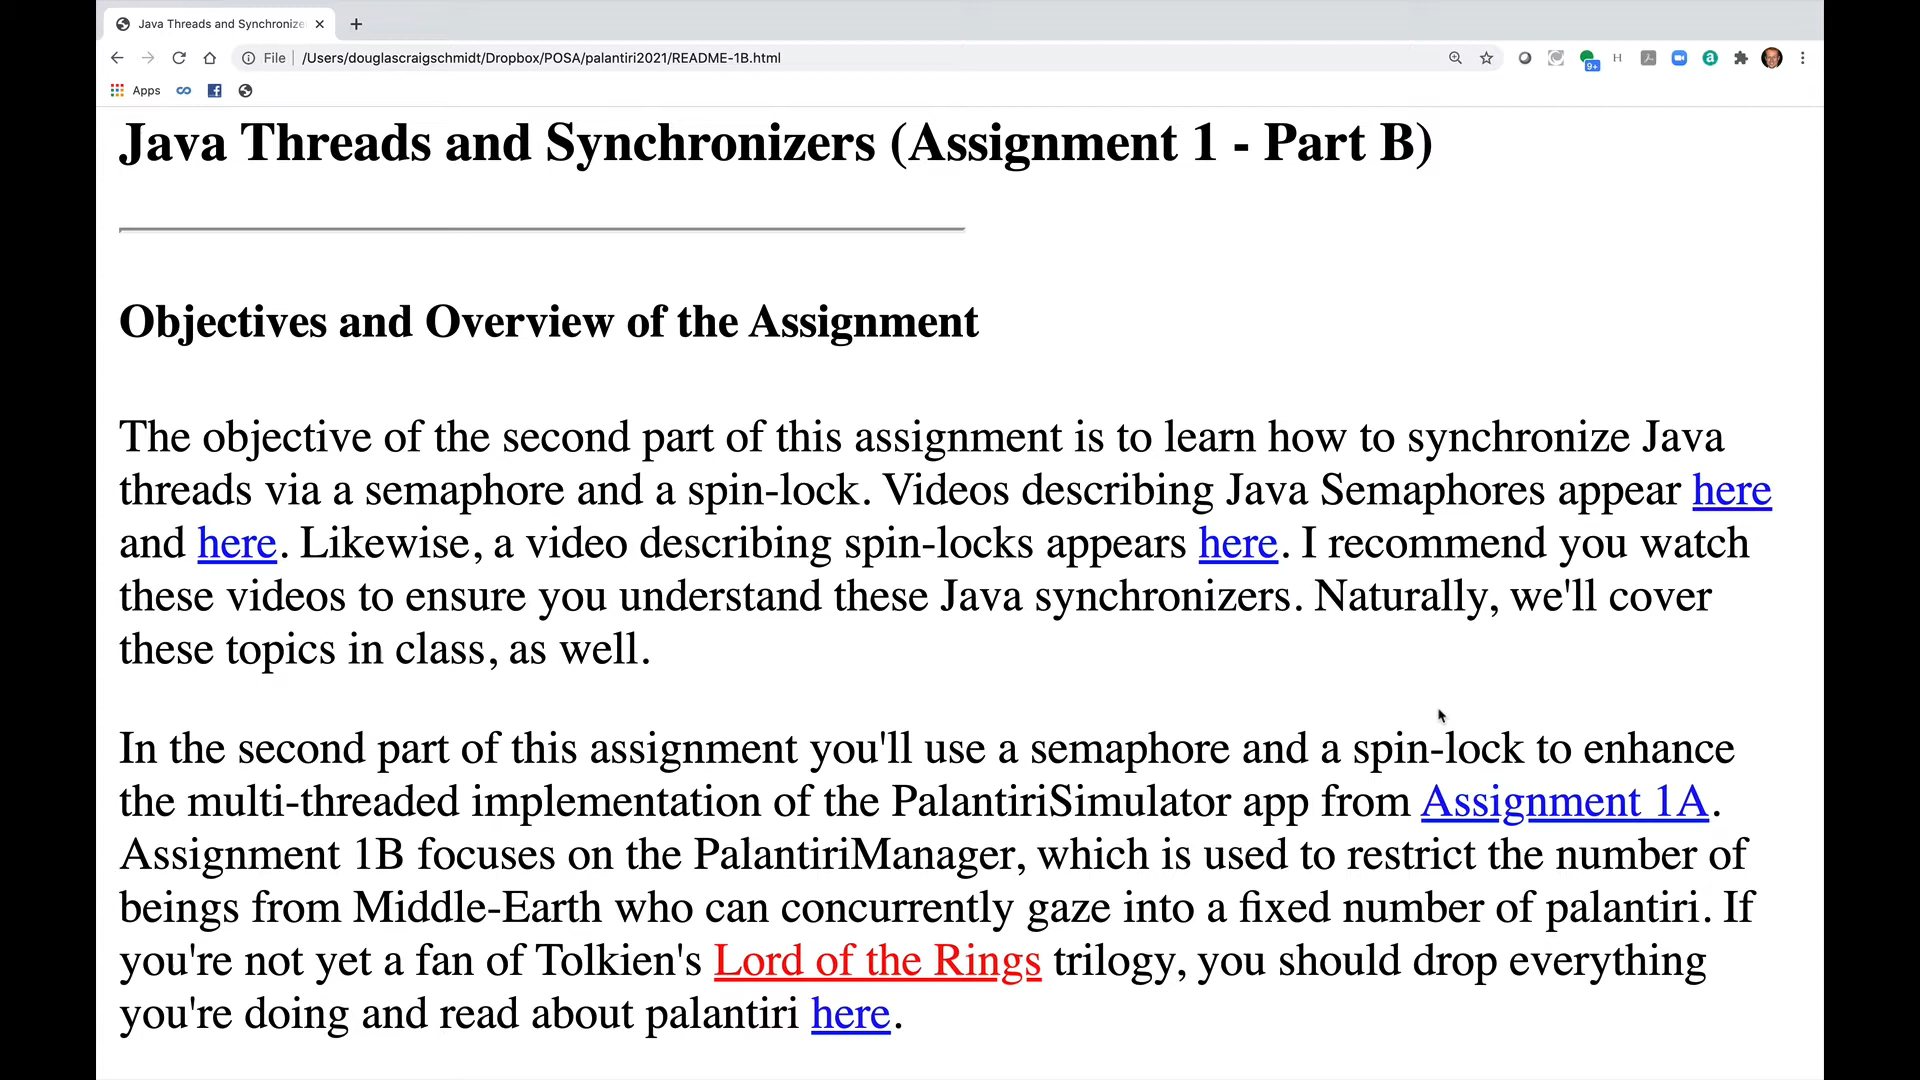 Java Threads and Synchronize
File /Users/douglascraigschmidt/Dropbox/POSA/palantiri2021/README-1B.html
9+
H
a
Apps
Java Threads and Synchronizers (Assignment 1 - Part B)
Objectives and Overview of the Assignment
The objective of the second part of this assignment is to learn how to synchronize Java
threads via a semaphore and a spin-lock. Videos describing Java Semaphores appear here
and here. Likewise, a video describing spin-locks appears here. I recommend you watch
these videos to ensure you understand these Java synchronizers. Naturally, we'll cover
these topics in class, as well.
In the second part of this assignment you'll use a semaphore and a spin-lock to enhance
the multi-threaded implementation of the PalantiriSimulator app from Assignment 1A.
Assignment 1B focuses on the PalantiriManager, which is used to restrict the number of
beings from Middle-Earth who can concurrently gaze into a fixed number of palantiri. If
you're not yet a fan of Tolkien's Lord of the Rings trilogy, you should drop everything
you're doing and read about palantiri here.